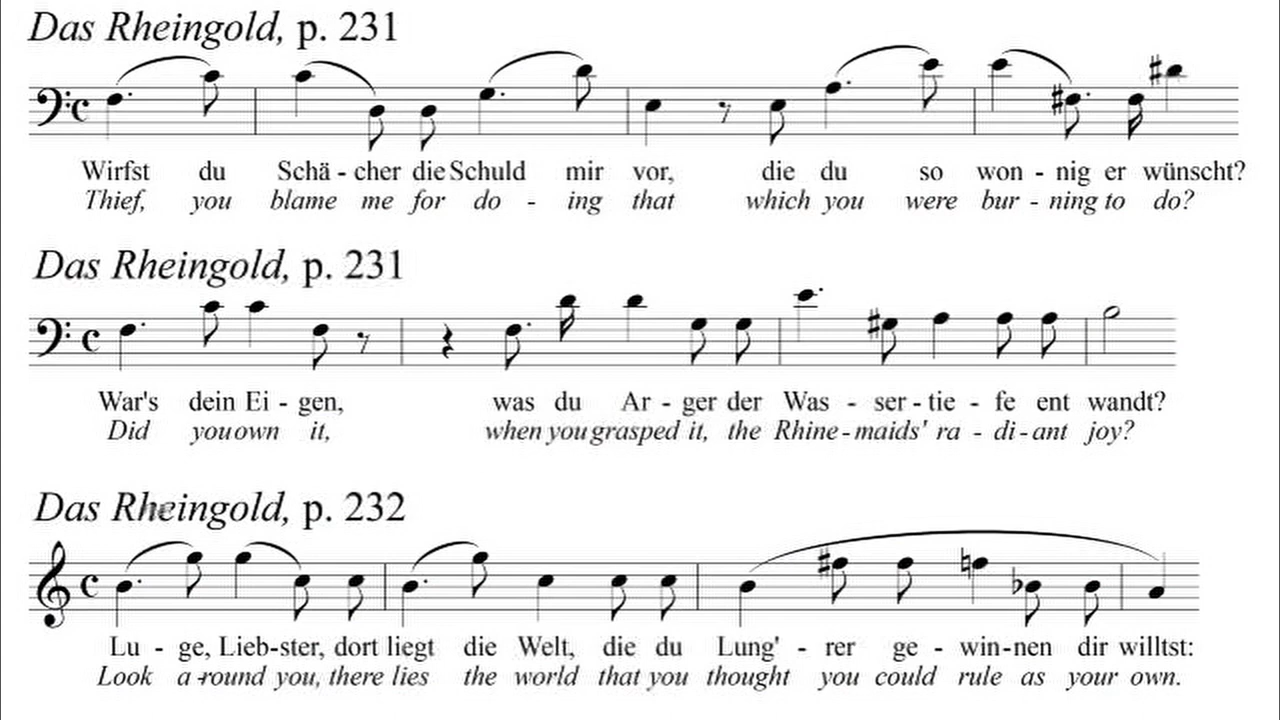 Das Rheingold, p. 231
Wirfst du Schä - cher die Schuld mir vor, die du so won - nig er wünscht?
Thief, you blame me for do - ing that which you were bur - ning to do?
Das Rheingold, p. 231
War's dein Ei - gen, was du Ar - ger der Was - ser - tie - fe ent wandt?
Did you own it, when you grasped it, the Rhine - maids' ra - di - ant joy?
Das Rheingold, p. 232
Lu - ge, Lieb - ster, dort liegt die Welt, die du Lung' - rer ge - win - nen dir willtst:
Look a - round you, there lies the world that you thought you could rule as your own.